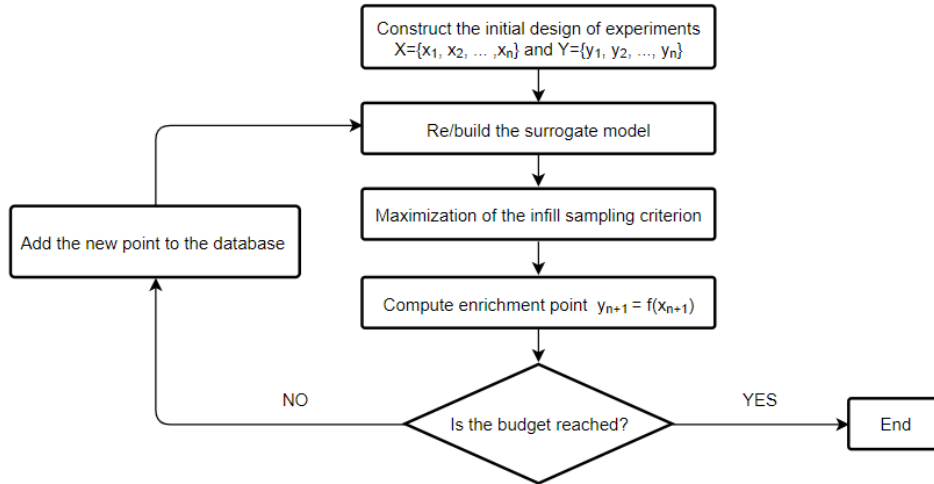 Construct the initial design of experiments
X={x₁, x₂, ... ,xₙ} and Y={y₁, y₂, ..., yₙ}
Re/build the surrogate model
Maximization of the infill sampling criterion
Add the new point to the database
Compute enrichment point yₙ₊₁ = f(xₙ₊₁)
NO
YES
Is the budget reached?
End